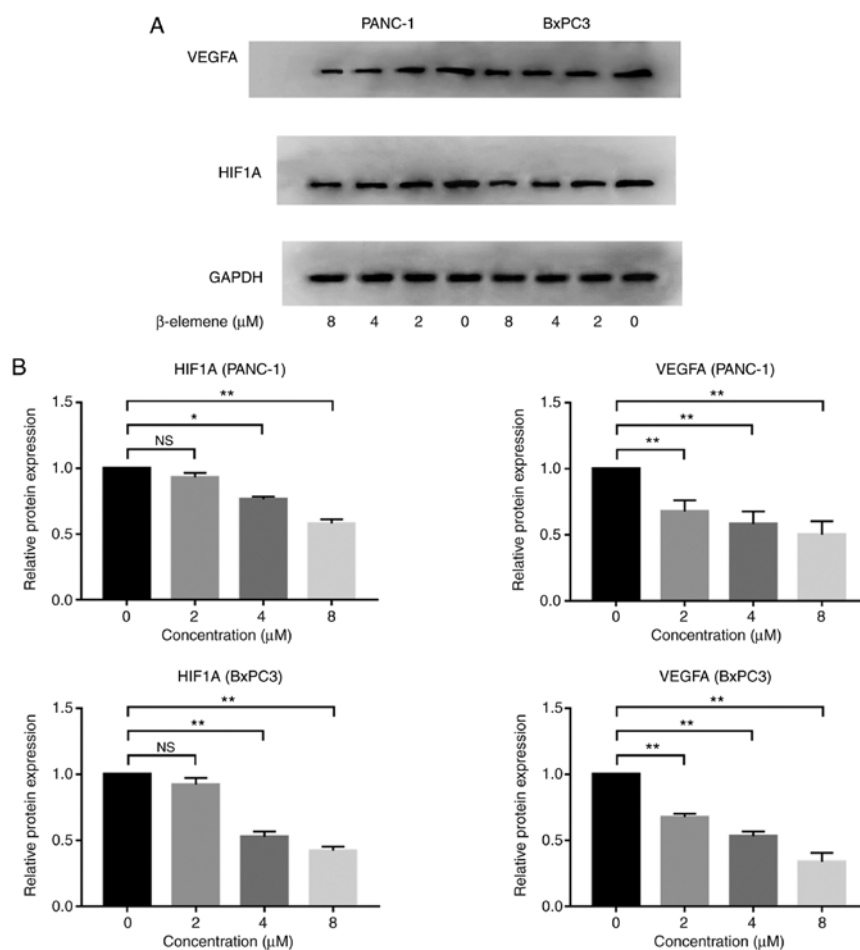 A
PANC-1 BxPC3
VEGFA
HIF1A
GAPDH
β-elemene (μM) 8 4 2 0 8 4 2 0
B
HIF1A (PANC-1)
Relative protein expression
1.5
1.0
0.5
0.0
**
*
NS
0 2 4 8
Concentration (μM)
VEGFA (PANC-1)
Relative protein expression
1.5
1.0
0.5
0.0
**
**
**
0 2 4 8
Concentration (μM)
HIF1A (BxPC3)
Relative protein expression
1.5
1.0
0.5
0.0
**
**
NS
0 2 4 8
Concentration (μM)
VEGFA (BxPC3)
Relative protein expression
1.5
1.0
0.5
0.0
**
**
**
0 2 4 8
Concentration (μM)